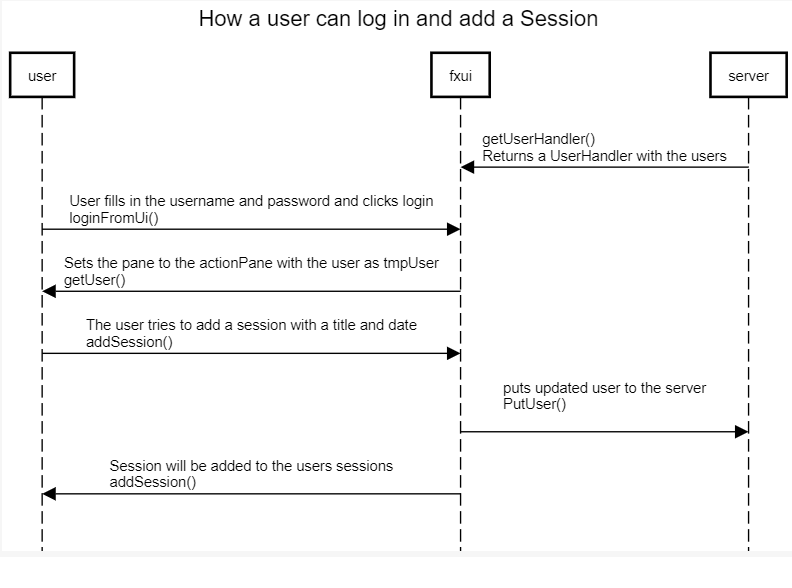 How a user can log in and add a Session
user
fxui
server
getUserHandler()
Returns a UserHandler with the users
User fills in the username and password and clicks login
loginFromUi()
Sets the pane to the actionPane with the user as tmpUser
getUser()
The user tries to add a session with a title and date
addSession()
puts updated user to the server
PutUser()
Session will be added to the users sessions
addSession()